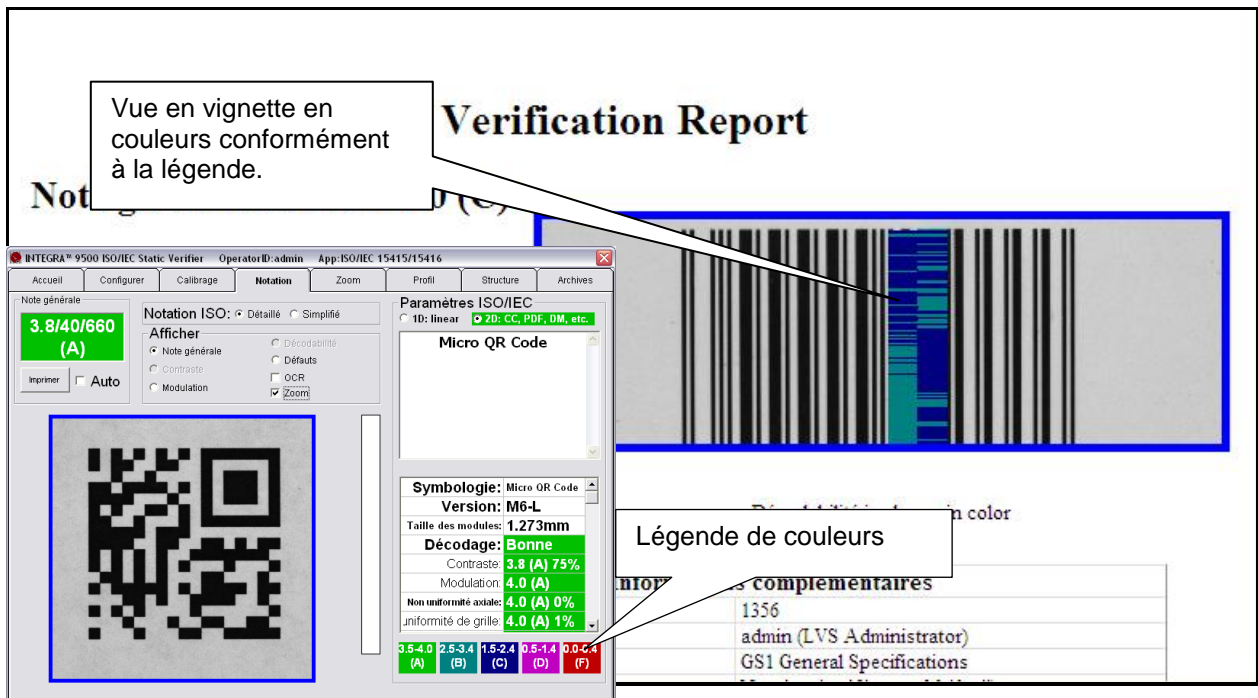 Vue en vignette en
couleurs conformément
à la légende.
Verification Report
(C)
INTEGRA™ 9500 ISO/IEC Static Verifier OperatorID:admin App:ISO/IEC 15415/15416
Accueil Configurer Calibrage Notation Zoom Profil Structure Archives
Note générale
3.8/40/660
(A)
Imprimer Auto
Notation ISO: Détaillé Simplifié
Afficher
Note générale Décodabilité
Contraste Défauts
OCR
Modulation Zoom
Paramètres ISO/IEC
1D: linear 2D: CC, PDF, DM, etc.
Micro QR Code
Symbologie: Micro QR Code
Version: M6-L
Taille des modules: 1.273mm
Décodage: Bonne
Contraste: 3.8 (A) 75%
Modulation: 4.0 (A)
Non uniformité axiale: 4.0 (A) 0%
uniformité de grille: 4.0 (A) 1%
3.5-4.0 2.5-3.4 1.5-2.4 0.5-1.4 0.0-0.4
(A) (B) (C) (D) (F)
in color
Légende de couleurs
complémentaires
1356
admin (LVS Administrator)
GS1 General Specifications